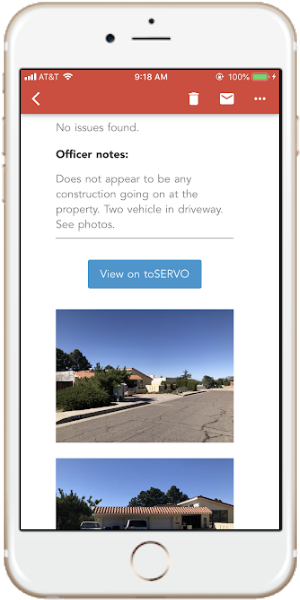 AT&T 9:18 AM 100%
No issues found.
Officer notes:
Does not appear to be any
construction going on at the
property. Two vehicle in driveway.
See photos.
View on toSERVO